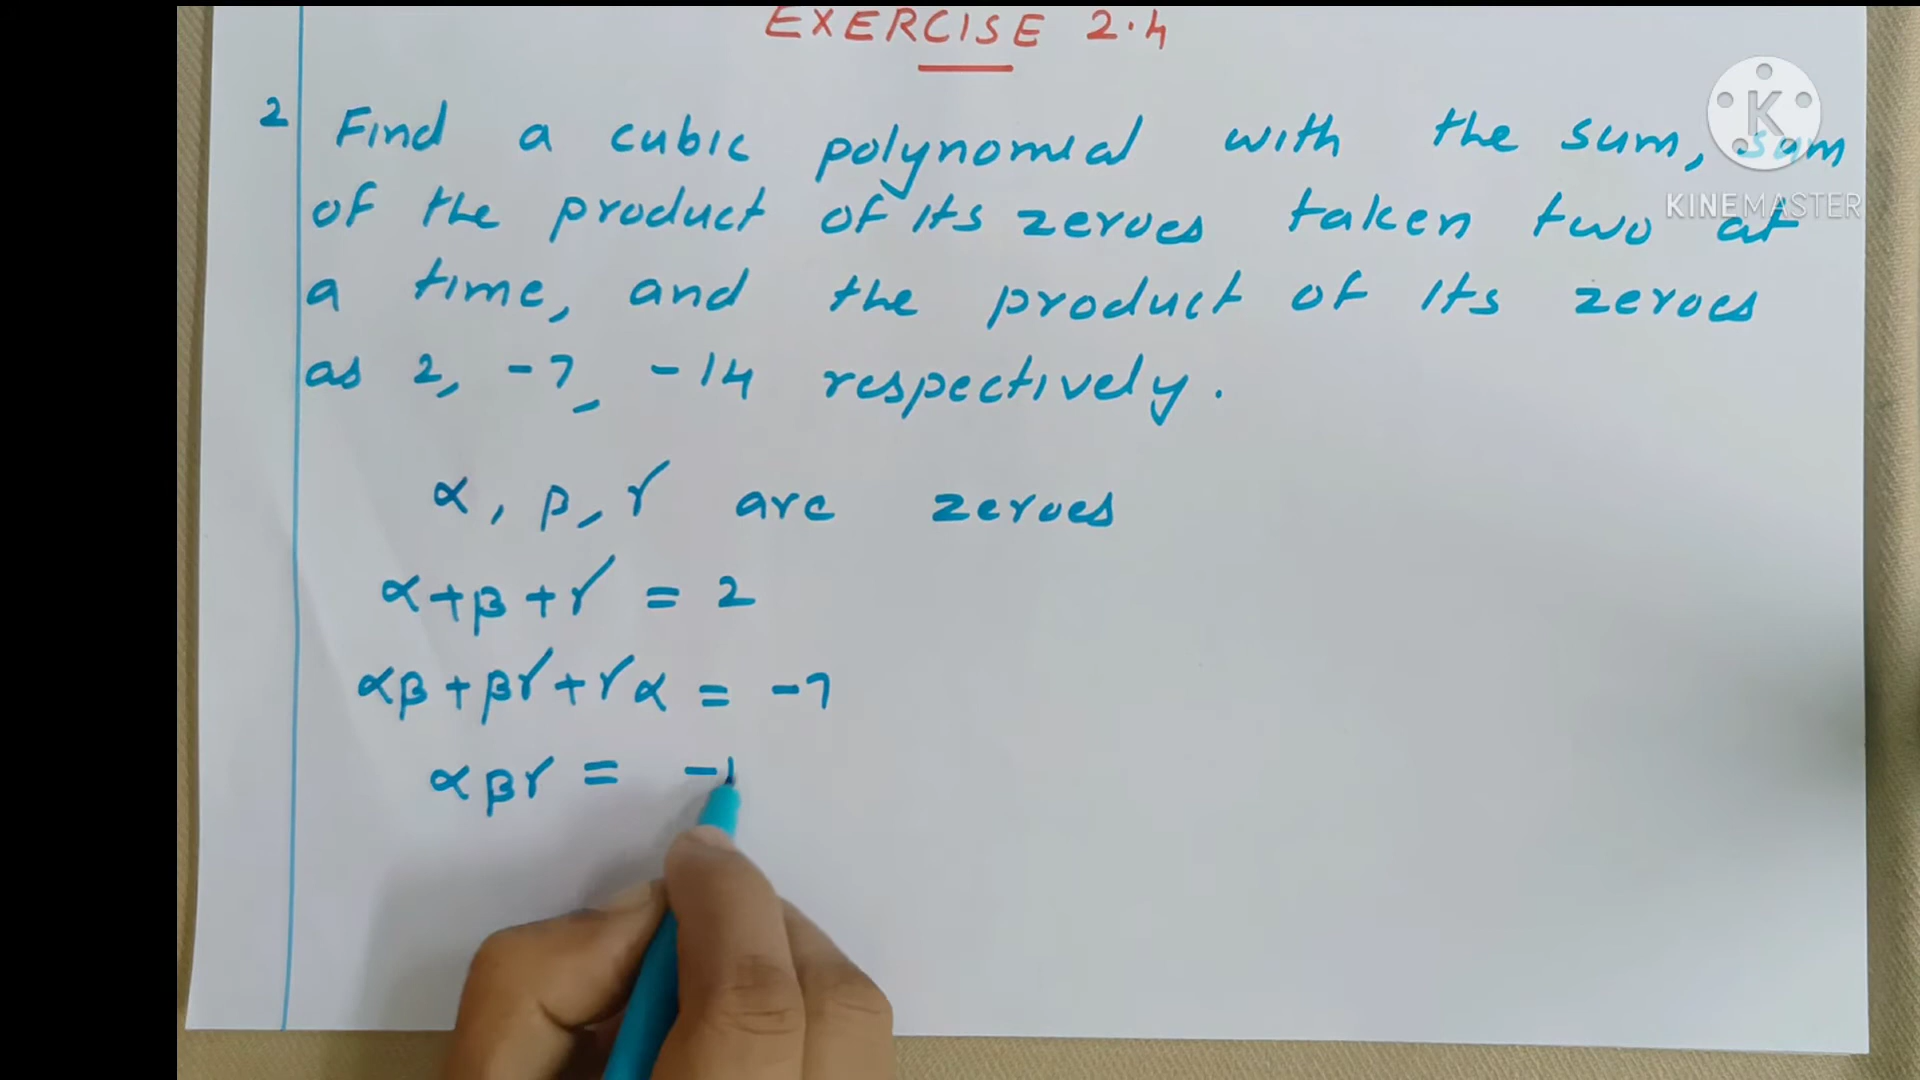 EXERCISE 2.4
2 Find a cubic polynomial with the sum, sum
of the product of its zeroes taken two at
a time, and the product of its zeroes
as 2, -7, -14 respectively.
α, β, γ are zeroes
α+β+γ = 2
αβ+βγ+γα = -7
αβγ = -1
K
KINEMASTER